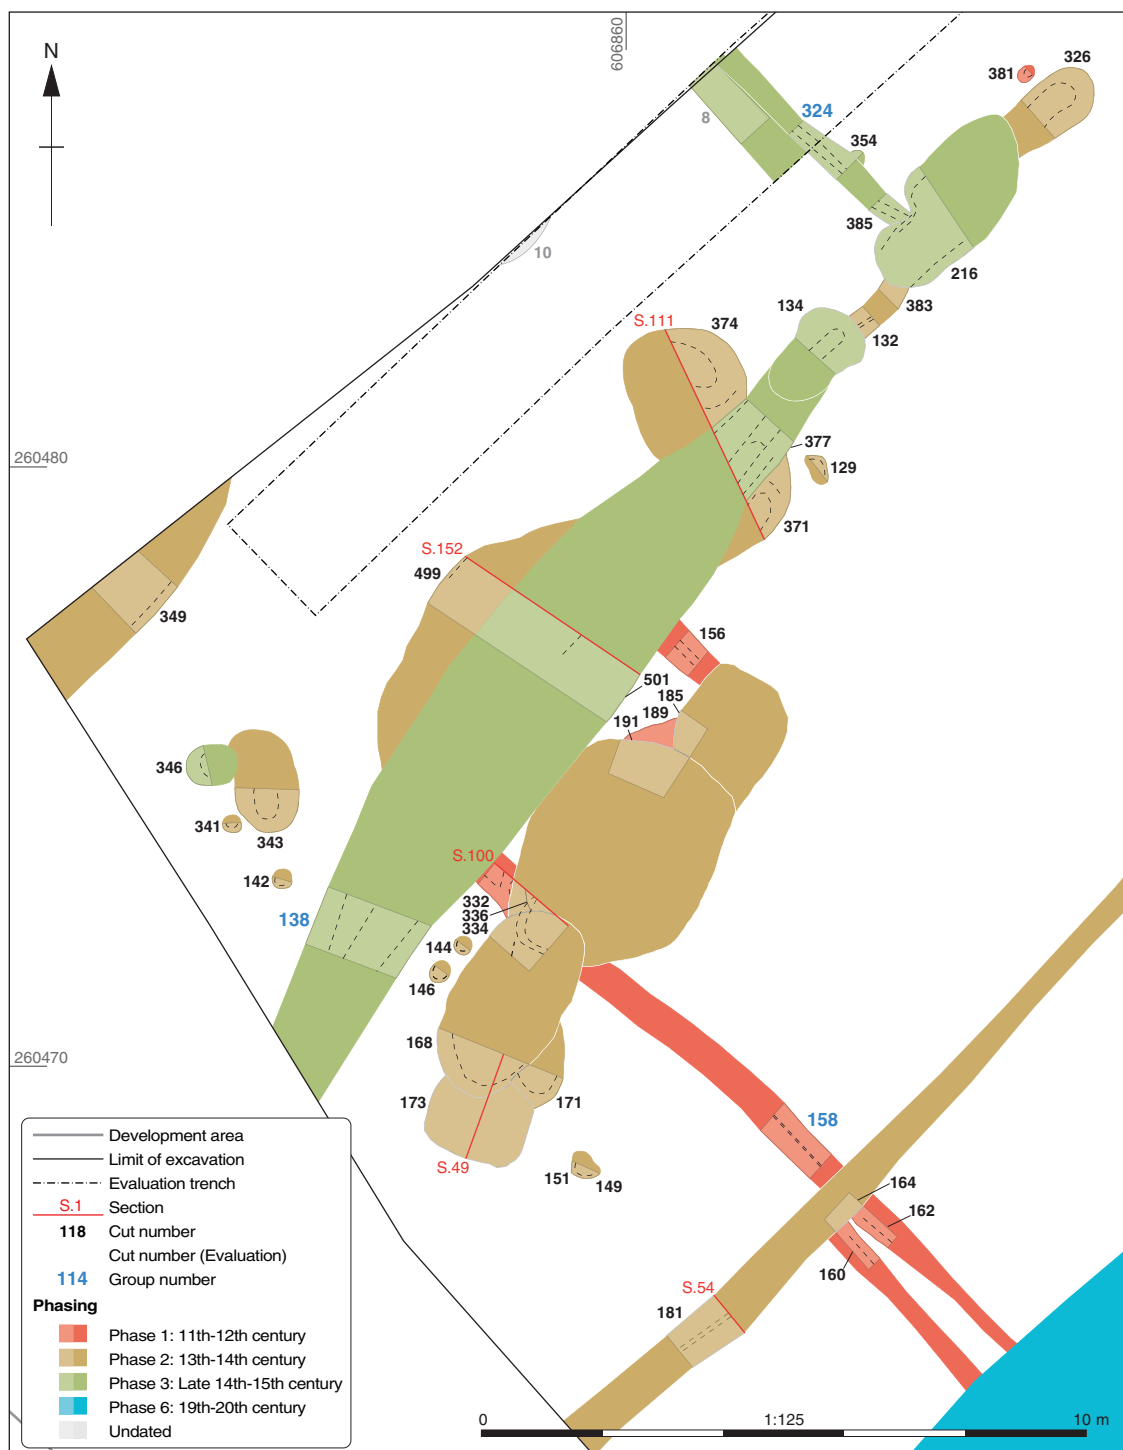 606860
N
381
326
8
324
354
385
216
10
134
383
132
S.111
374
377
129
371
260480
S.152
499
349
156
501
185
189
191
346
341
343
142
S.100
332
336
334
138
144
146
168
260470
173
171
158
S.49
151
149
164
162
160
S.54
181
Development area
Limit of excavation
Evaluation trench
S.1 Section
118 Cut number
Cut number (Evaluation)
114 Group number
Phasing
Phase 1: 11th-12th century
Phase 2: 13th-14th century
Phase 3: Late 14th-15th century
Phase 6: 19th-20th century
Undated
0 1:125 10 m